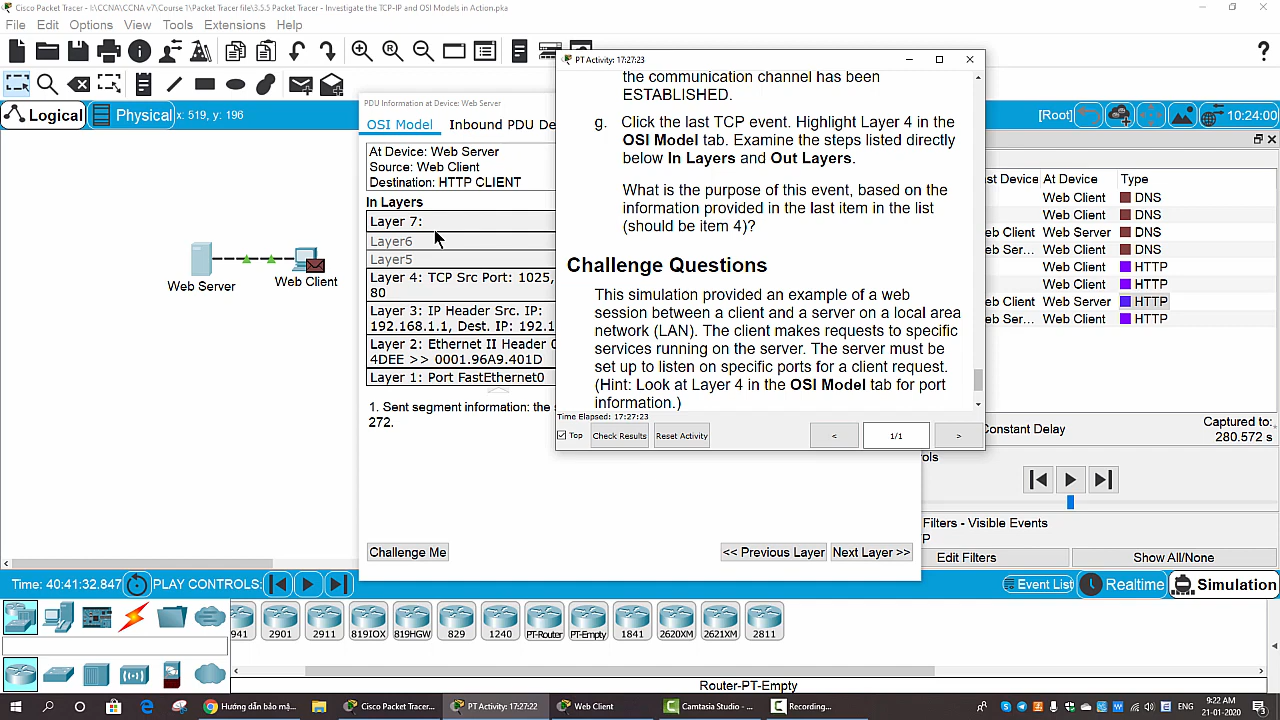 Cisco Packet Tracer - I:\CCNA\CCNA v7\Course 1\Packet Tracer file\3.5.5 Packet Tracer - Investigate the TCP-IP and OSI Models in Action.pka
File Edit Options View Tools Extensions Help
Logical
Physical
x: 519, y: 196
[Root]
10:24:00
PDU Information at Device: Web Server
OSI Model
Inbound PDU De
At Device: Web Server
Source: Web Client
Destination: HTTP CLIENT
In Layers
Layer 7:
Layer6
Layer5
Layer 4: TCP Src Port: 1025,
80
Layer 3: IP Header Src. IP:
192.168.1.1, Dest. IP: 192.1
Layer 2: Ethernet II Header
4DEE >> 0001.96A9.401D
Layer 1: Port FastEthernet0
1. Sent segment information: the
272.
Challenge Me
<< Previous Layer
Next Layer >>
Web Server
Web Client
PT Activity: 17:27:23
the communication channel has been
ESTABLISHED.
g. Click the last TCP event. Highlight Layer 4 in the
OSI Model tab. Examine the steps listed directly
below In Layers and Out Layers.
What is the purpose of this event, based on the
information provided in the last item in the list
(should be item 4)?
Challenge Questions
This simulation provided an example of a web
session between a client and a server on a local area
network (LAN). The client makes requests to specific
services running on the server. The server must be
set up to listen on specific ports for a client request.
(Hint: Look at Layer 4 in the OSI Model tab for port
information.)
Time Elapsed: 17:27:23
Top
Check Results
Reset Activity
<
1/1
>
st Device At Device Type
Web Client DNS
Web Client DNS
eb Client Web Server DNS
eb Ser... Web Client DNS
Web Client HTTP
Web Client HTTP
eb Client Web Server HTTP
eb Ser... Web Client HTTP
Constant Delay
Captured to:
280.572 s
ols
Filters - Visible Events
P
Edit Filters
Show All/None
Time: 40:41:32.847
PLAY CONTROLS:
Event List
Realtime
Simulation
941 2901 2911 819IOX 819HGW 829 1240 PT-Router PT-Empty 1841 2620XM 2621XM 2811
Router-PT-Empty
Hướng dẫn bảo mậ...
Cisco Packet Tracer...
PT Activity: 17:27:22
Web Client
Camtasia Studio - ...
Recording...
9:22 AM
21-01-2020